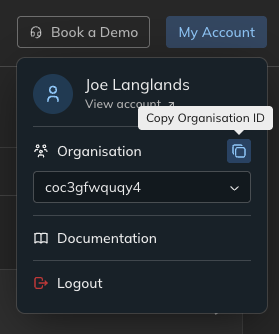 Book a Demo
My Account
Joe Langlands
View account
Copy Organisation ID
Organisation
coc3gfwquqy4
Documentation
Logout